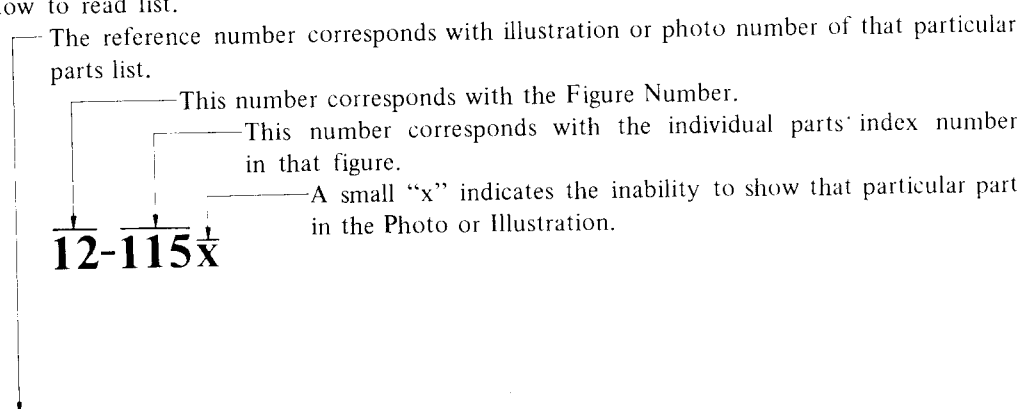 ow to read list.
The reference number corresponds with illustration or photo number of that particular
parts list.
This number corresponds with the Figure Number.
This number corresponds with the individual parts index number
in that figure.
A small “x” indicates the inability to show that particular part
in the Photo or Illustration.
12-115x